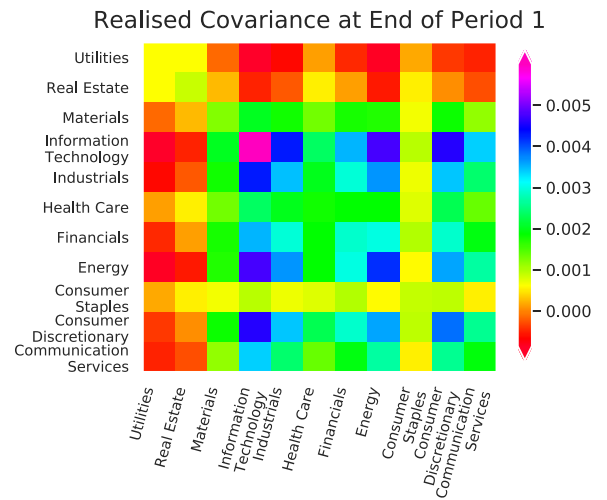 Realised Covariance at End of Period 1
Utilities
Real Estate
Materials
Information
Technology
Industrials
Health Care
Financials
Energy
Consumer
Staples
Consumer
Discretionary
Communication
Services
0.005
0.004
0.003
0.002
0.001
0.000
Utilities
Real Estate
Materials
Information
Technology
Industrials
Health Care
Financials
Energy
Consumer
Staples
Consumer
Discretionary
Communication
Services